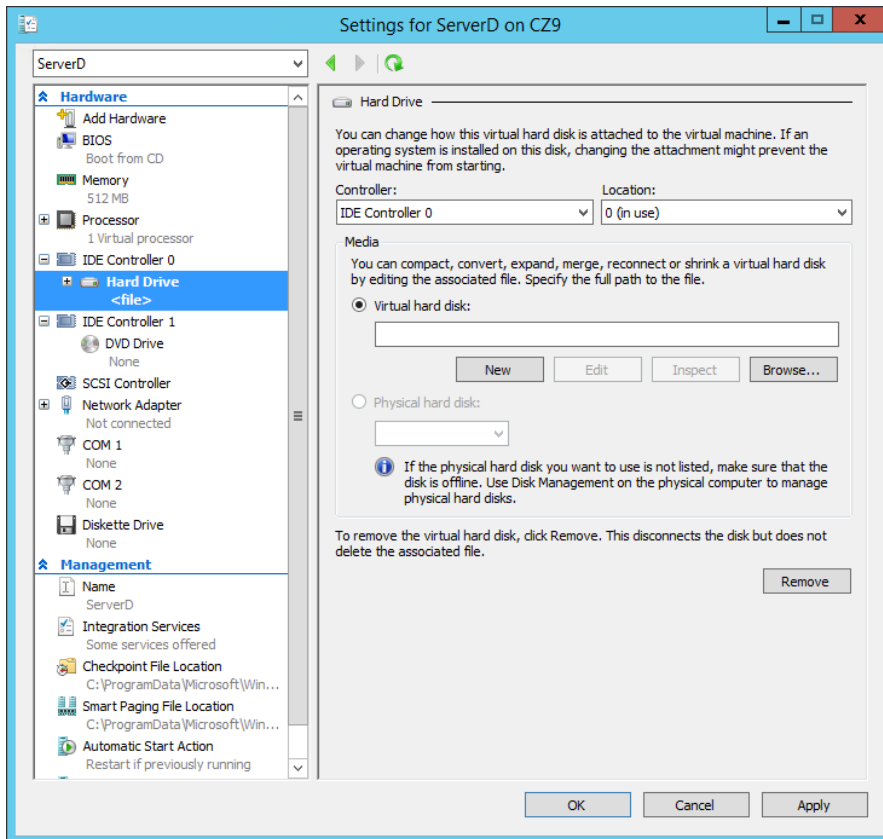 Settings for ServerD on CZ9
X
ServerD
Hardware
Add Hardware
BIOS
Boot from CD
Memory
512 MB
Processor
1 Virtual processor
IDE Controller 0
Hard Drive
<file>
IDE Controller 1
DVD Drive
None
SCSI Controller
Network Adapter
Not connected
COM 1
None
COM 2
None
Diskette Drive
None
Management
Name
ServerD
Integration Services
Some services offered
Checkpoint File Location
C:\ProgramData\Microsoft\Win...
Smart Paging File Location
C:\ProgramData\Microsoft\Win...
Automatic Start Action
Restart if previously running
Hard Drive
You can change how this virtual hard disk is attached to the virtual machine. If an
operating system is installed on this disk, changing the attachment might prevent the
virtual machine from starting.
Controller: Location:
IDE Controller 0 0 (in use)
Media
You can compact, convert, expand, merge, reconnect or shrink a virtual hard disk
by editing the associated file. Specify the full path to the file.
Virtual hard disk:
New Edit Inspect Browse...
Physical hard disk:
If the physical hard disk you want to use is not listed, make sure that the
disk is offline. Use Disk Management on the physical computer to manage
physical hard disks.
To remove the virtual hard disk, click Remove. This disconnects the disk but does not
delete the associated file.
Remove
OK Cancel Apply